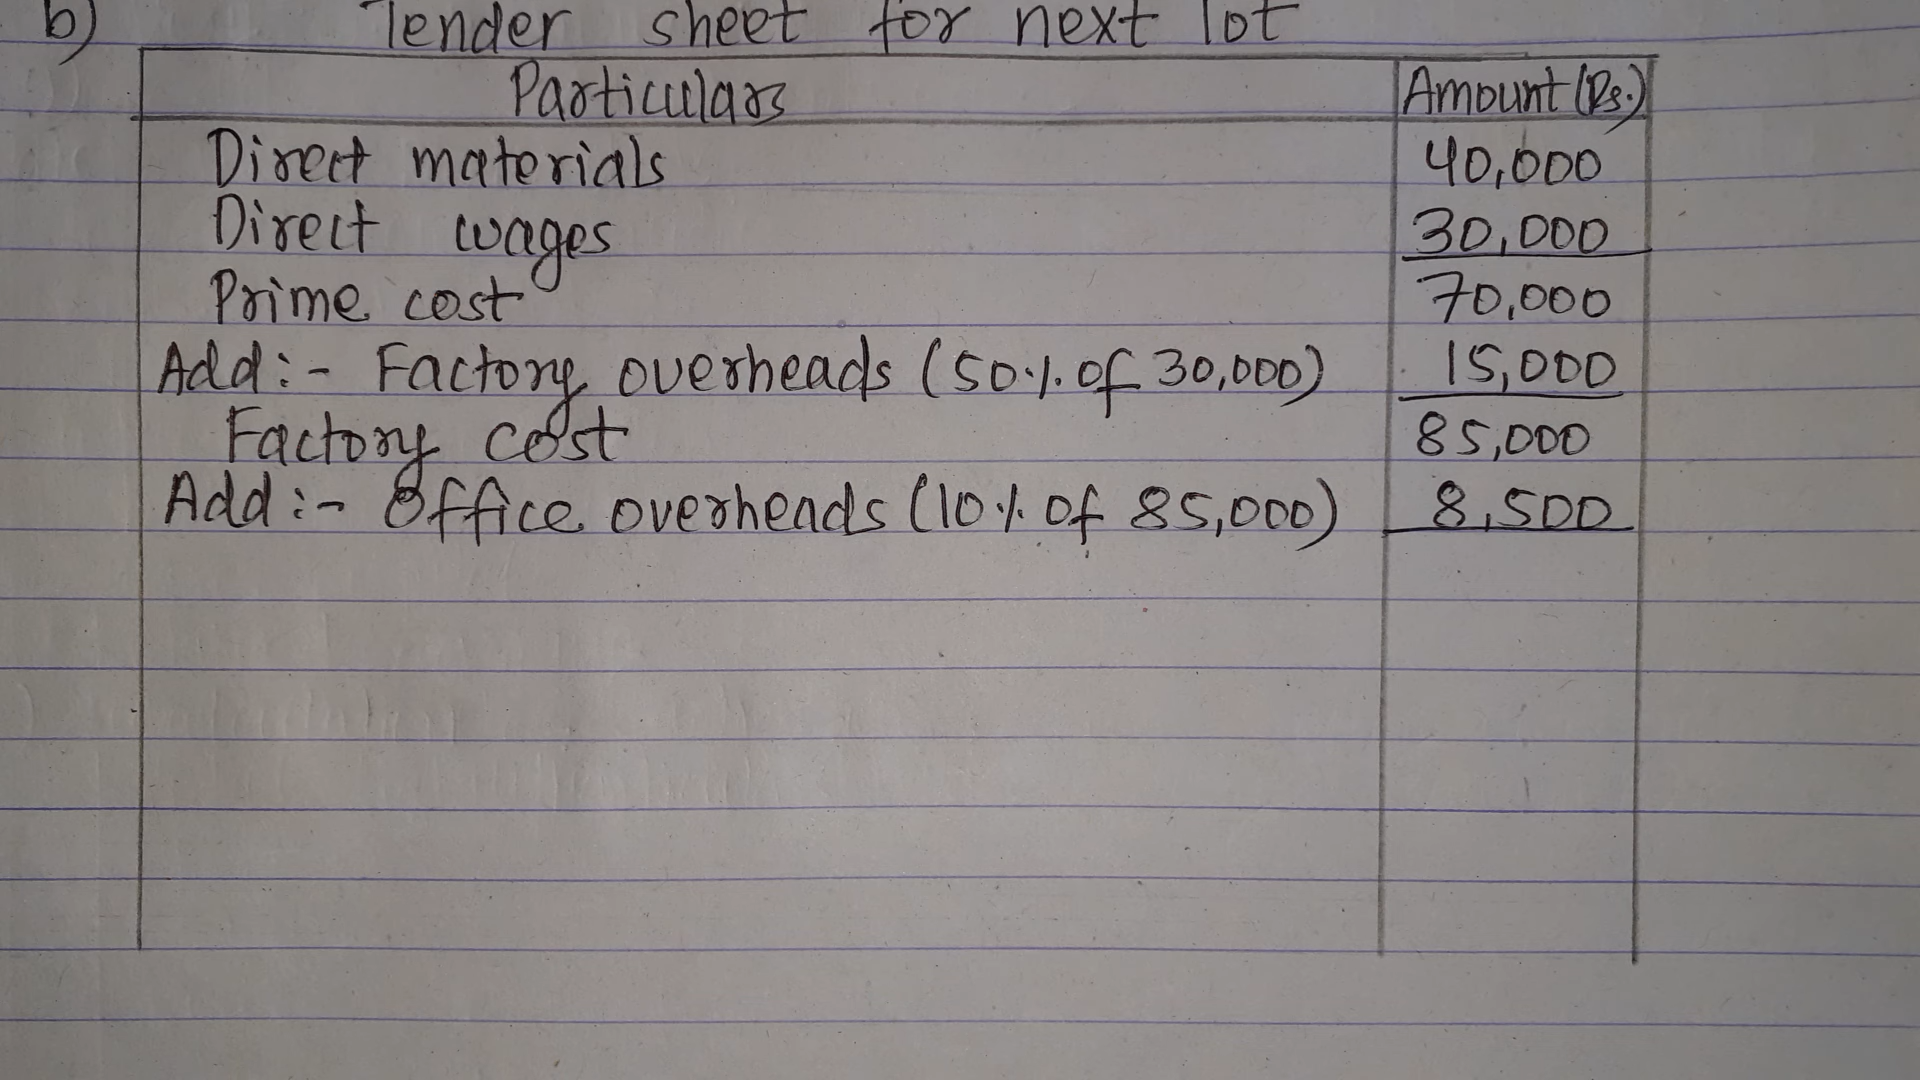 b) Tender sheet for next lot
Particulars Amount (Rs.)
Direct materials 40,000
Direct wages 30,000
Prime cost 70,000
Add:- Factory overheads (50% of 30,000) 15,000
Factory cost 85,000
Add:- Office overheads (10% of 85,000) 8,500